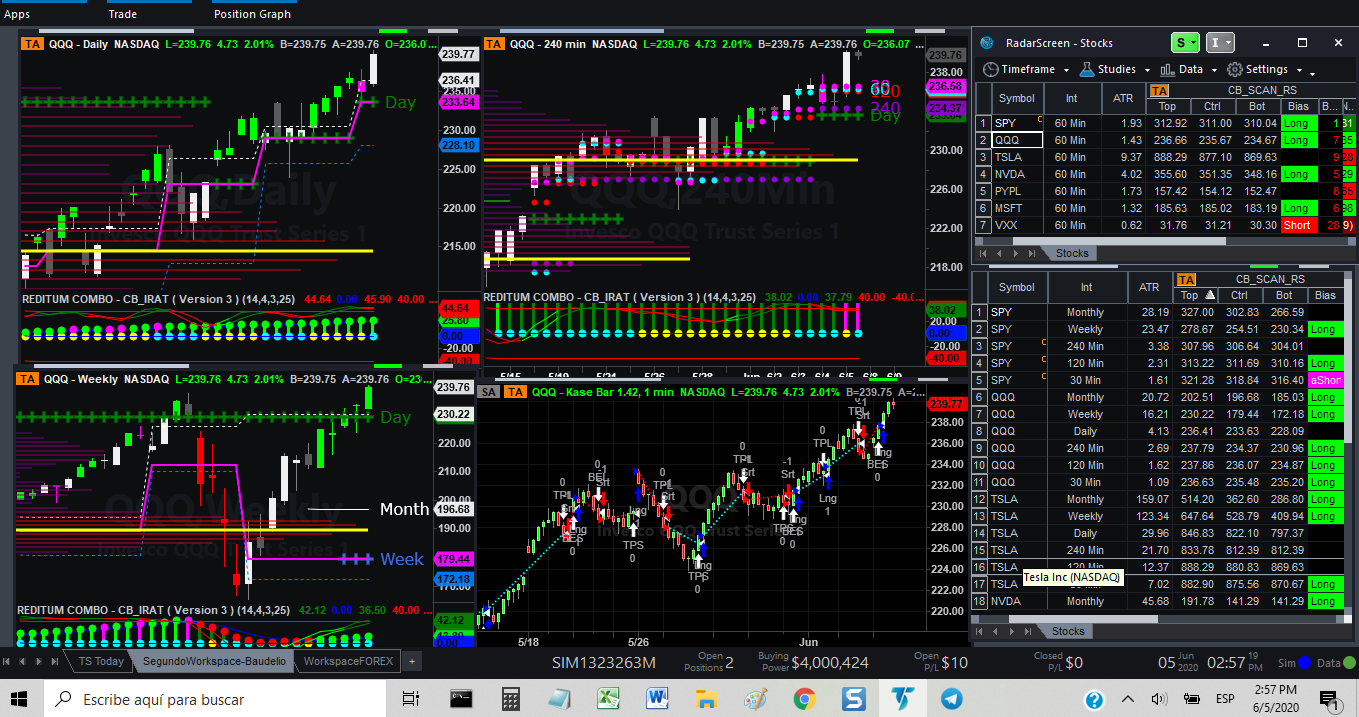 Apps Trade Position Graph
TA QQQ - Daily NASDAQ L=239.76 4.73 2.01% B=239.75 A=239.76 O=236.07 ...
239.77
236.41
235.00
233.64
230.00
228.10
225.00
220.00
215.00
Day
QQQ,Daily
Invesco QQQ Trust Series 1
REDITUM COMBO - CB_IRAT ( Version 3 ) (14,4,3,25) 44.64 0.00 45.90 40.00 ...
44.64
25.80
0.00
-20.00
-40.00
TA QQQ - 240 min NASDAQ L=239.76 4.73 2.01% B=239.75 A=239.76 O=236.07 ...
239.76
238.00
236.58
234.37
230.00
226.00
222.00
218.00
60
240
Day
QQQ,240Min
Invesco QQQ Trust Series 1
REDITUM COMBO - CB_IRAT ( Version 3 ) (14,4,3,25) 38.02 0.00 37.79 40.00 -40.0...
38.02
20.00
0.00
-20.00
-40.00
5/15 5/19 5/21 5/26 5/28 Jun 6/2 6/3 6/4 6/5 6/8 6/9
TA QQQ - Weekly NASDAQ L=239.76 4.73 2.01% B=239.75 A=239.76 O=23...
239.76
230.22
220.00
210.00
200.00
196.68
190.00
179.44
172.18
170.00
Day
Month
Week
Invesco QQQ Trust Series 1
REDITUM COMBO - CB_IRAT ( Version 3 ) (14,4,3,25) 42.12 0.00 36.50 40.00 ...
42.12
0.00
SA TA QQQ - Kase Bar 1.42, 1 min NASDAQ L=239.76 4.73 2.01% B=239.75 A=2...
239.77
238.00
236.00
234.00
232.00
230.00
228.00
226.00
224.00
222.00
220.00
5/18 5/26 Jun
RadarScreen - Stocks S I
Timeframe Studies Data Settings
Symbol Int ATR TA CB_SCAN_RS
Top Ctrl Bot Bias B... N..
1 SPY 60 Min 1.93 312.92 311.00 310.04 Long 1 31
2 QQQ 60 Min 1.43 236.66 235.67 234.67 Long 7 35
3 TSLA 60 Min 9.37 888.29 877.10 869.63 9 28
4 NVDA 60 Min 4.02 355.60 351.35 348.16 Long 5 29
5 PYPL 60 Min 1.73 157.42 154.12 152.47 8 55
6 MSFT 60 Min 1.32 185.63 185.02 183.19 Long 6 98
7 VXX 60 Min 0.62 31.76 31.21 30.30 Short 28 9)
Stocks
Symbol Int ATR TA CB_SCAN_RS
Top Ctrl Bot Bias
1 SPY Monthly 28.19 327.00 302.83 266.59
2 SPY Weekly 23.47 278.67 254.51 230.34 Long
3 SPY 240 Min 3.38 307.96 306.64 304.01
4 SPY 120 Min 2.31 313.22 311.69 310.16 Long
5 SPY 30 Min 1.61 321.28 318.84 316.40 aShort
6 QQQ Monthly 20.72 202.51 196.68 185.03 Long
7 QQQ Weekly 16.21 230.22 179.44 172.18 Long
8 QQQ Daily 4.13 236.41 233.63 228.09
9 QQQ 240 Min 2.69 237.79 234.37 230.96 Long
10 QQQ 120 Min 1.62 237.86 236.07 234.87 Long
11 QQQ 30 Min 1.09 236.63 235.48 235.20 Long
12 TSLA Monthly 159.07 514.20 362.60 286.80 Long
13 TSLA Weekly 123.34 647.64 528.79 409.94 Long
14 TSLA Daily 29.96 846.83 822.10 797.37
15 TSLA 240 Min 21.70 833.78 812.39 812.39
16 TSLA 120 Min 12.37 888.29 880.83 869.63
17 TSLA 7.02 882.90 875.56 870.67 Long
Tesla Inc (NASDAQ)
18 NVDA Monthly 45.68 191.78 141.29 141.29 Long
Stocks
TS Today SegundoWorkspace-Baudelio WorkspaceFOREX +
SIM1323263M Open Positions 2 Buying Power $4,000,424 Open P/L $10 Closed P/L $0 05 Jun 2020 02:57 19 PM Sim Data
Escribe aquí para buscar
ESP 2:57 PM
6/5/2020 1